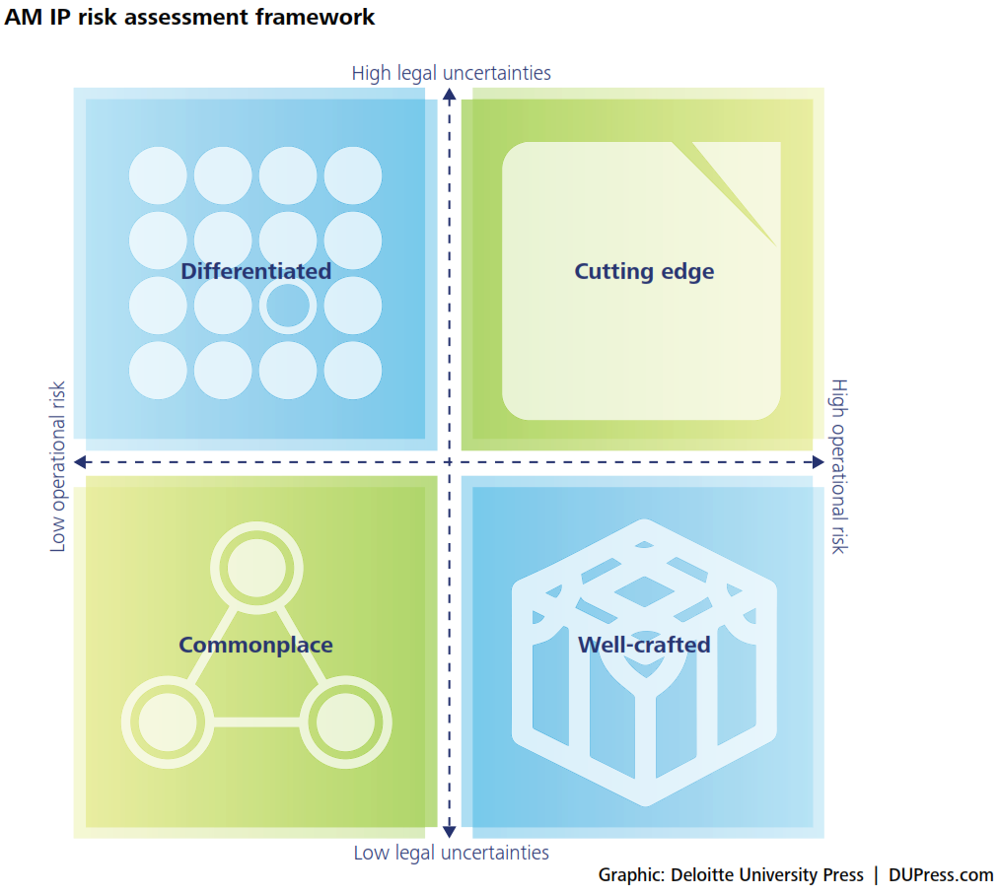 AM IP risk assessment framework
High legal uncertainties
Differentiated
Cutting edge
Low operational risk
High operational risk
Commonplace
Well-crafted
Low legal uncertainties
Graphic: Deloitte University Press | DUPress.com